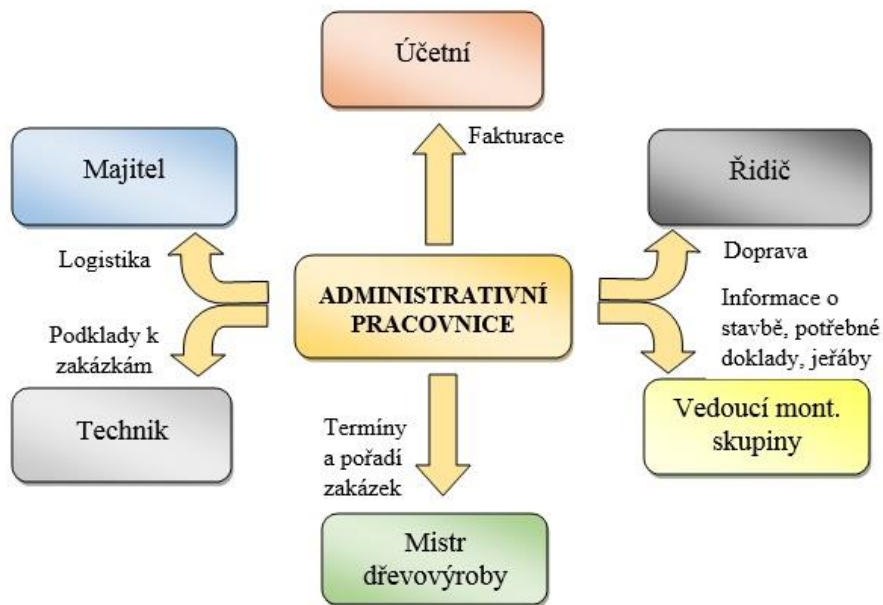 Účetní
Fakturace
Majitel
Řidič
Logistika
Doprava
ADMINISTRATIVNÍ
PRACOVNICE
Informace o
stavbě, potřebné
doklady, jeřáby
Podklady k
zakázkám
Technik
Vedoucí mont.
skupiny
Termíny
a pořadí
zakázek
Mistr
dřevovýroby